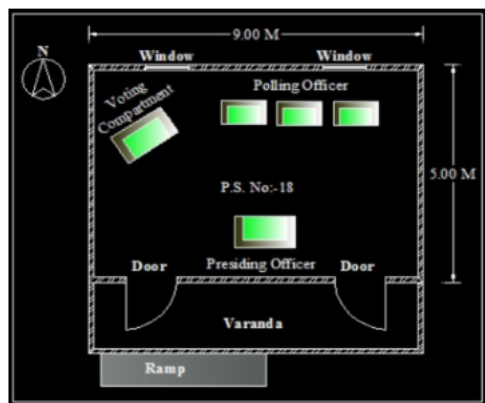 9.00 M
N
Window
Window
Voting
Compartment
Polling Officer
5.00 M
P.S. No:-18
Door
Presiding Officer
Door
Varanda
Ramp